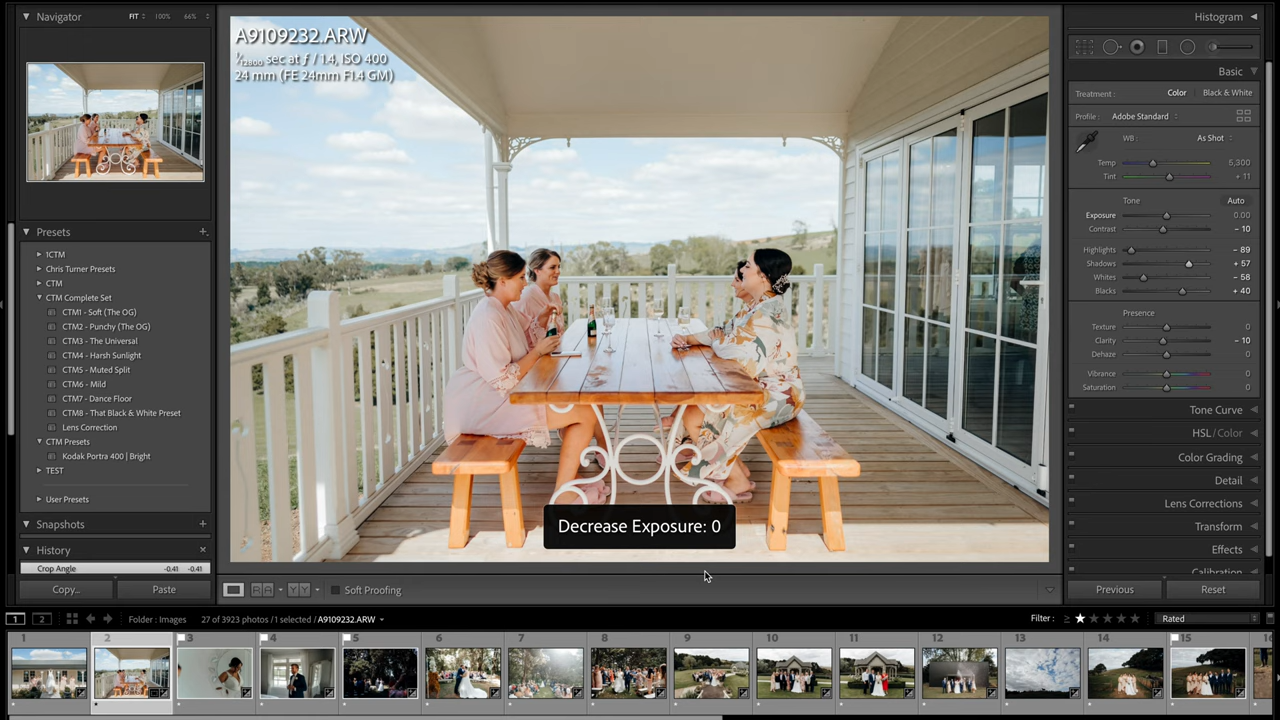 Navigator
FIT
100%
66%
Histogram
A9109232.ARW
1/12800 sec at ƒ / 1.4, ISO 400
24 mm (FE 24mm F1.4 GM)
Presets
1CTM
Chris Turner Presets
CTM
CTM Complete Set
CTM1 - Soft (The OG)
CTM2 - Punchy (The OG)
CTM3 - The Universal
CTM4 - Harsh Sunlight
CTM5 - Muted Split
CTM6 - Mild
CTM7 - Dance Floor
CTM8 - That Black & White Preset
Lens Correction
CTM Presets
Kodak Portra 400 | Bright
TEST
User Presets
Snapshots
History
Crop Angle -0.41 -0.41
Copy... Paste
Decrease Exposure: 0
Basic
Treatment : Color Black & White
Profile : Adobe Standard
WB : As Shot
Temp 5,300
Tint + 11
Tone Auto
Exposure 0.00
Contrast - 10
Highlights - 89
Shadows + 57
Whites - 58
Blacks + 40
Presence
Texture 0
Clarity - 10
Dehaze 0
Vibrance 0
Saturation 0
Tone Curve
HSL / Color
Color Grading
Detail
Lens Corrections
Transform
Effects
Calibration
Previous Reset
Soft Proofing
1 2 Folder : Images 27 of 3923 photos / 1 selected / A9109232.ARW Filter : Rated
1 2 3 4 5 6 7 8 9 10 11 12 13 14 15 16